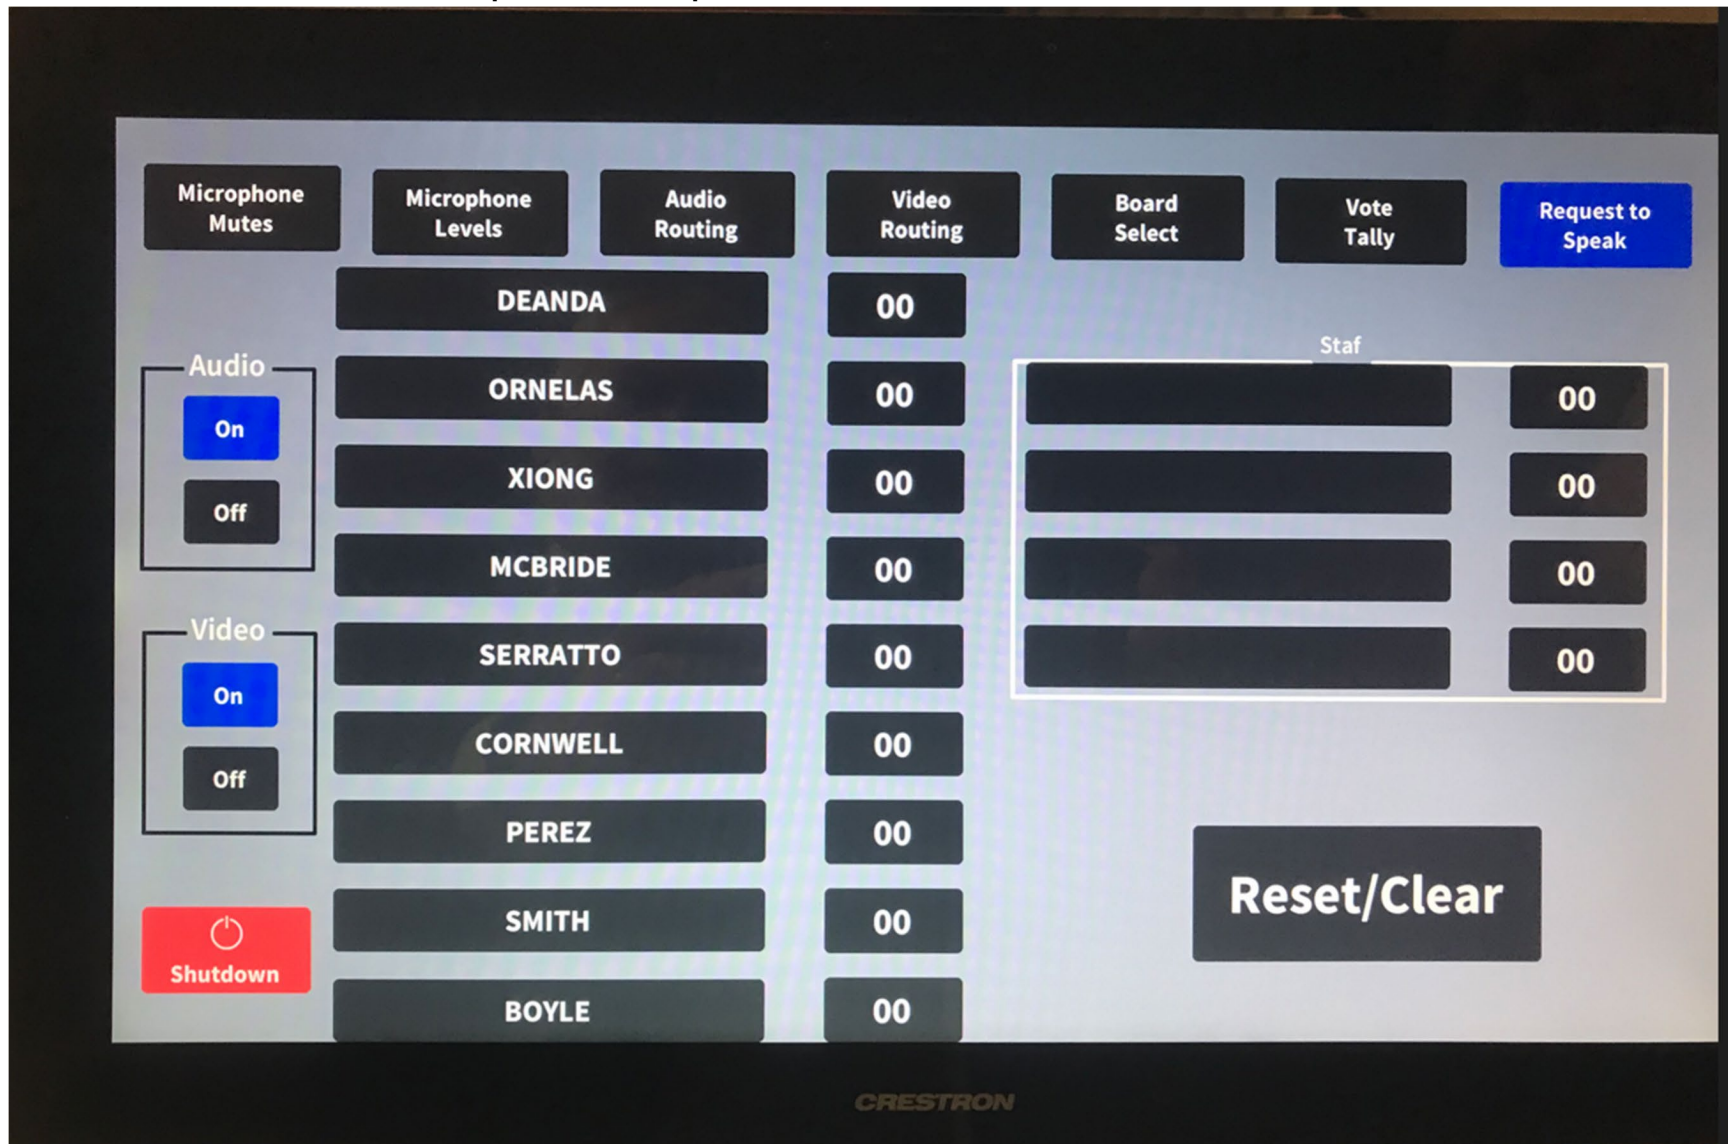 Microphone
Mutes
Microphone
Levels
Audio
Routing
Video
Routing
Board
Select
Vote
Tally
Request to
Speak
Audio
On
Off
Video
On
Off
Shutdown
DEANDA 00
ORNELAS 00
XIONG 00
MCBRIDE 00
SERRATTO 00
CORNWELL 00
PEREZ 00
SMITH 00
BOYLE 00
Staf
00
00
00
00
Reset/Clear
CRESTRON